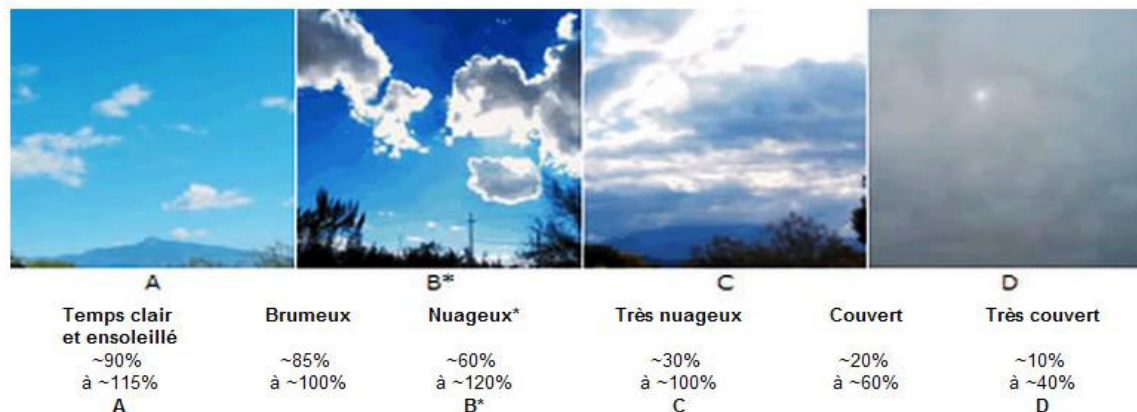 A B* C D
Temps clair et ensoleillé Brumeux Nuageux* Très nuageux Couvert Très couvert
~90% ~85% ~60% ~30% ~20% ~10%
à ~115% à ~100% à ~120% à ~100% à ~60% à ~40%
A B* C D